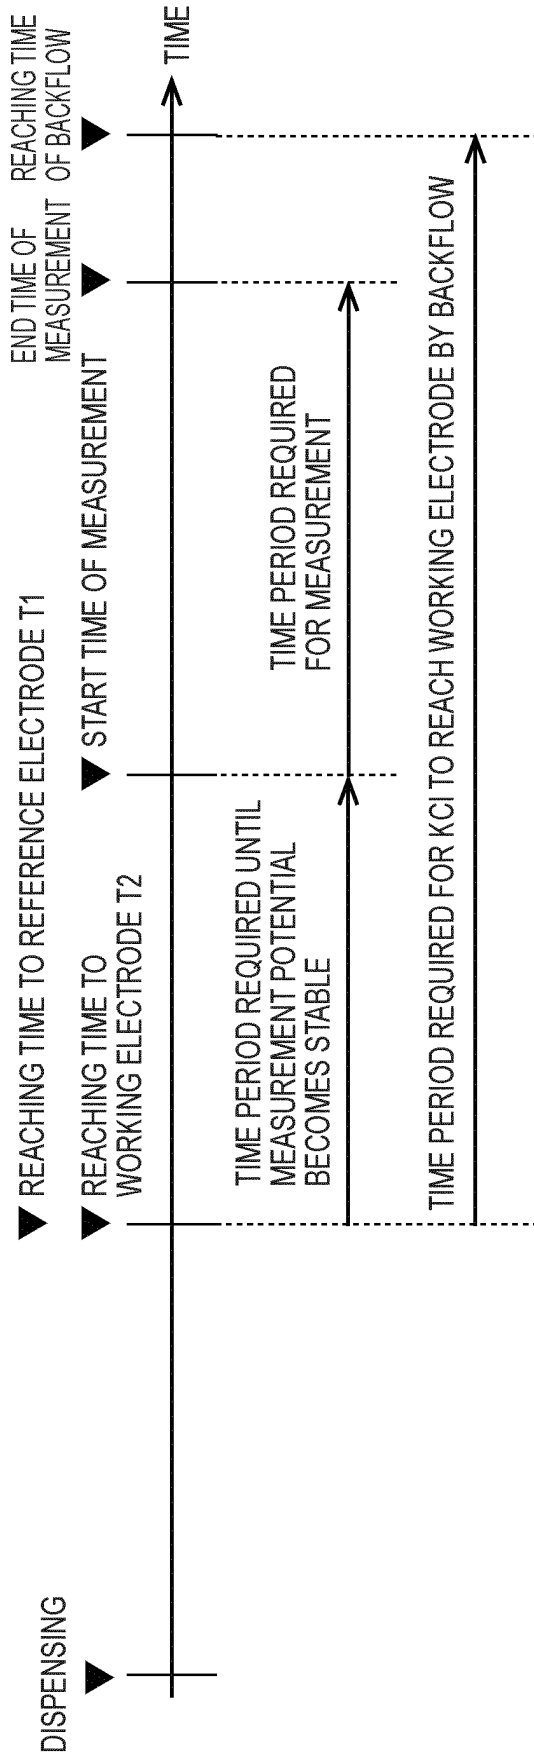 DISPENSING
REACHING TIME TO REFERENCE ELECTRODE T1
REACHING TIME TO
WORKING ELECTRODE T2
START TIME OF MEASUREMENT
END TIME OF
MEASUREMENT
REACHING TIME
OF BACKFLOW
TIME
TIME PERIOD REQUIRED UNTIL
MEASUREMENT POTENTIAL
BECOMES STABLE
TIME PERIOD REQUIRED
FOR MEASUREMENT
TIME PERIOD REQUIRED FOR KCl TO REACH WORKING ELECTRODE BY BACKFLOW